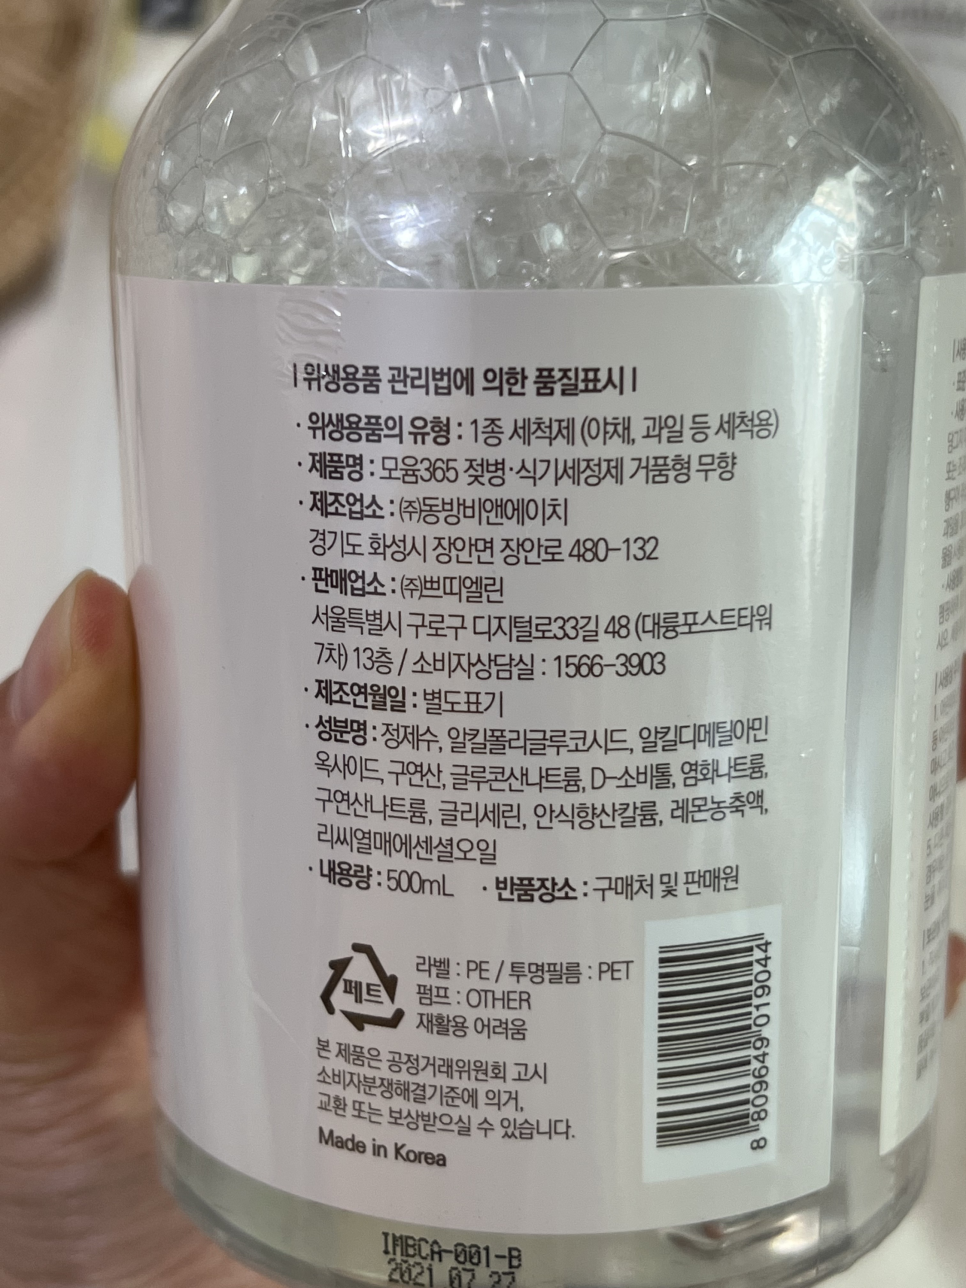 | 위생용품 관리법에 의한 품질표시 |
· 위생용품의 유형 : 1종 세척제 (야채, 과일 등 세척용)
· 제품명 : 모윰365 젖병·식기세정제 거품형 무향
· 제조업소 : ㈜동방비앤에이치
경기도 화성시 장안면 장안로 480-132
· 판매업소 : ㈜쁘띠엘린
서울특별시 구로구 디지털로33길 48 (대륭포스트타워
7차) 13층 / 소비자상담실 : 1566-3903
· 제조연월일 : 별도표기
· 성분명 : 정제수, 알킬폴리글루코시드, 알킬디메틸아민
옥사이드, 구연산, 글루콘산나트륨, D-소비톨, 염화나트륨,
구연산나트륨, 글리세린, 안식향산칼륨, 레몬농축액,
리씨열매에센셜오일
· 내용량 : 500mL · 반품장소 : 구매처 및 판매원
페트
라벨 : PE / 투명필름 : PET
펌프 : OTHER
재활용 어려움
본 제품은 공정거래위원회 고시
소비자분쟁해결기준에 의거,
교환 또는 보상받으실 수 있습니다.
Made in Korea
8 809649 019044
IMBCA-001-B
2021 07 27